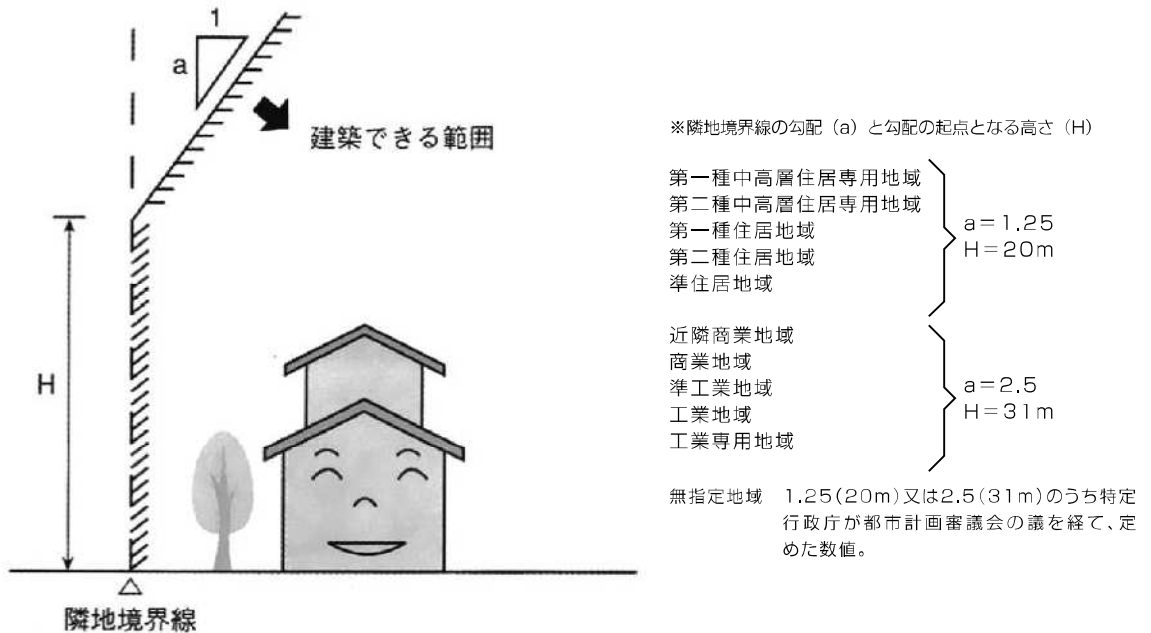 1
a
建築できる範囲
H
隣地境界線
※隣地境界線の勾配（a）と勾配の起点となる高さ（H）
第一種中高層住居専用地域
第二種中高層住居専用地域
第一種住居地域
第二種住居地域
準住居地域
a＝1.25
H＝20m
近隣商業地域
商業地域
準工業地域
工業地域
工業専用地域
a＝2.5
H＝31m
無指定地域　1.25(20m)又は2.5(31m)のうち特定
行政庁が都市計画審議会の議を経て、定
めた数値。